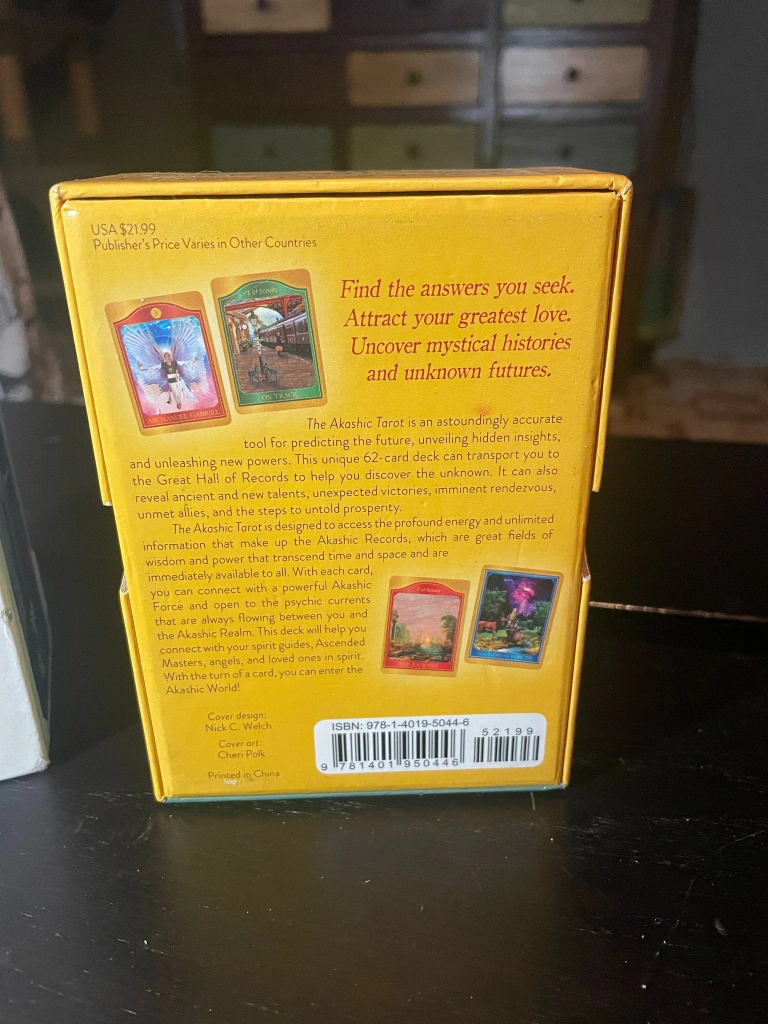 USA $21.99
Publisher's Price Varies in Other Countries
ARCHANGEL GABRIEL
3 of Scrolls
ON TRACK
Find the answers you seek.
Attract your greatest love.
Uncover mystical histories
and unknown futures.
The Akashic Tarot is an astoundingly accurate
tool for predicting the future, unveiling hidden insights,
and unleashing new powers. This unique 62-card deck can transport you to
the Great Hall of Records to help you discover the unknown. It can also
reveal ancient and new talents, unexpected victories, imminent rendezvous,
unmet allies, and the steps to untold prosperity.
The Akashic Tarot is designed to access the profound energy and unlimited
information that make up the Akashic Records, which are great fields of
wisdom and power that transcend time and space and are
immediately available to all. With each card,
you can connect with a powerful Akashic
Force and open to the psychic currents
that are always flowing between you and
the Akashic Realm. This deck will help you
connect with your spirit guides, Ascended
Masters, angels, and loved ones in spirit.
With the turn of a card, you can enter the
Akashic World!
Cover design:
Nick C. Welch
Cover art:
Cheri Polk
Printed in China
ISBN: 978-1-4019-5044-6
52199
9 781401 950446